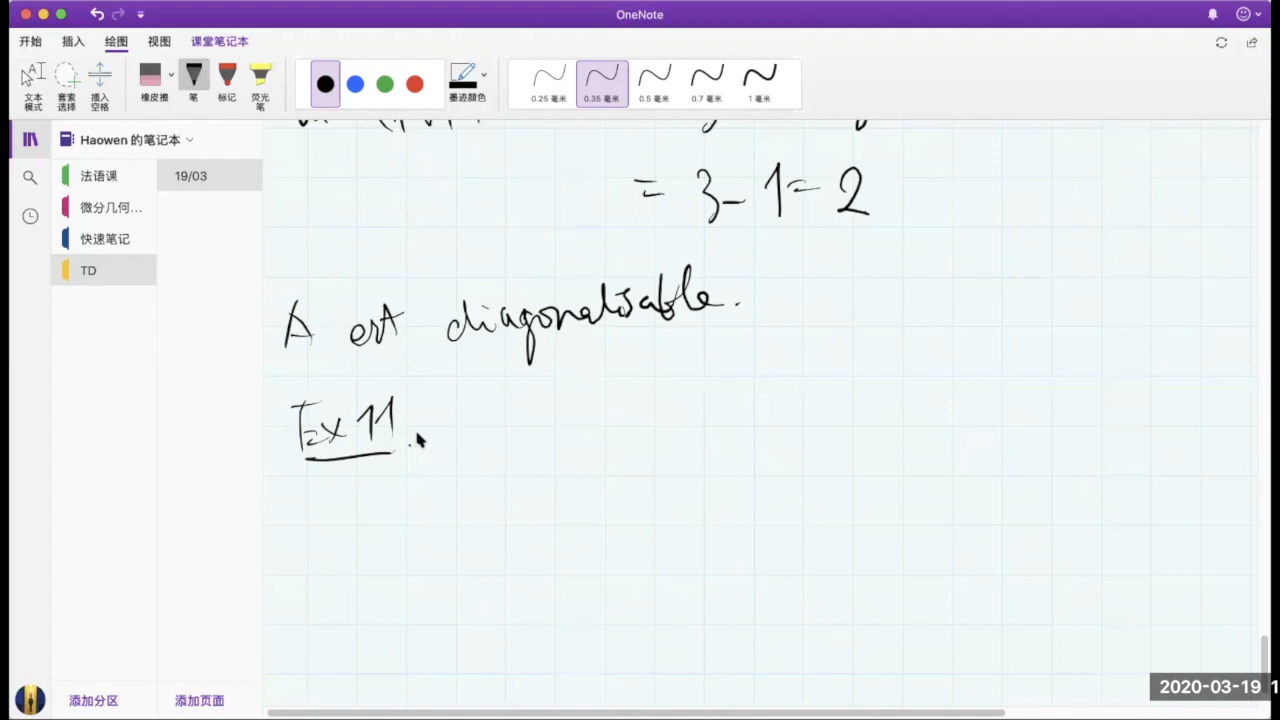 OneNote
开始 插入 绘图 视图 课堂笔记本
文本模式 套索选择 插入空格 橡皮擦 笔 标记 荧光笔 墨迹颜色 0.25 毫米 0.35 毫米 0.5 毫米 0.7 毫米 1 毫米
Haowen 的笔记本
法语课 19/03
微分几何...
快速笔记
TD
= 3 - 1 = 2
A est diagonalisable.
Ex 11.
添加分区 添加页面
2020-03-19 1